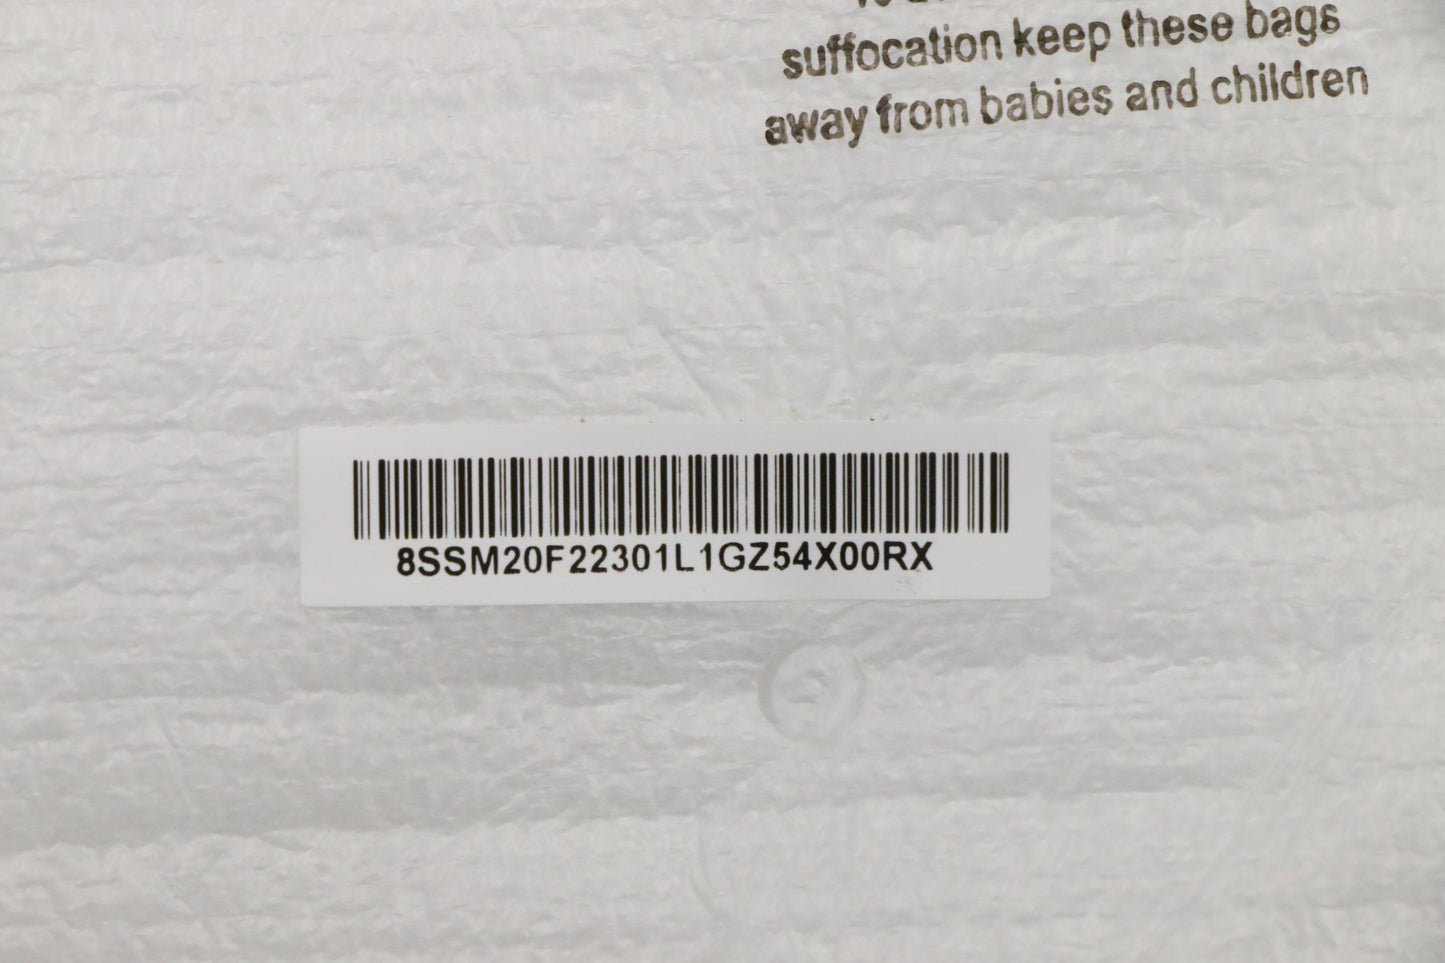 suffocation keep these bags
away from babies and children
8SSM20F22301L1GZ54X00RX